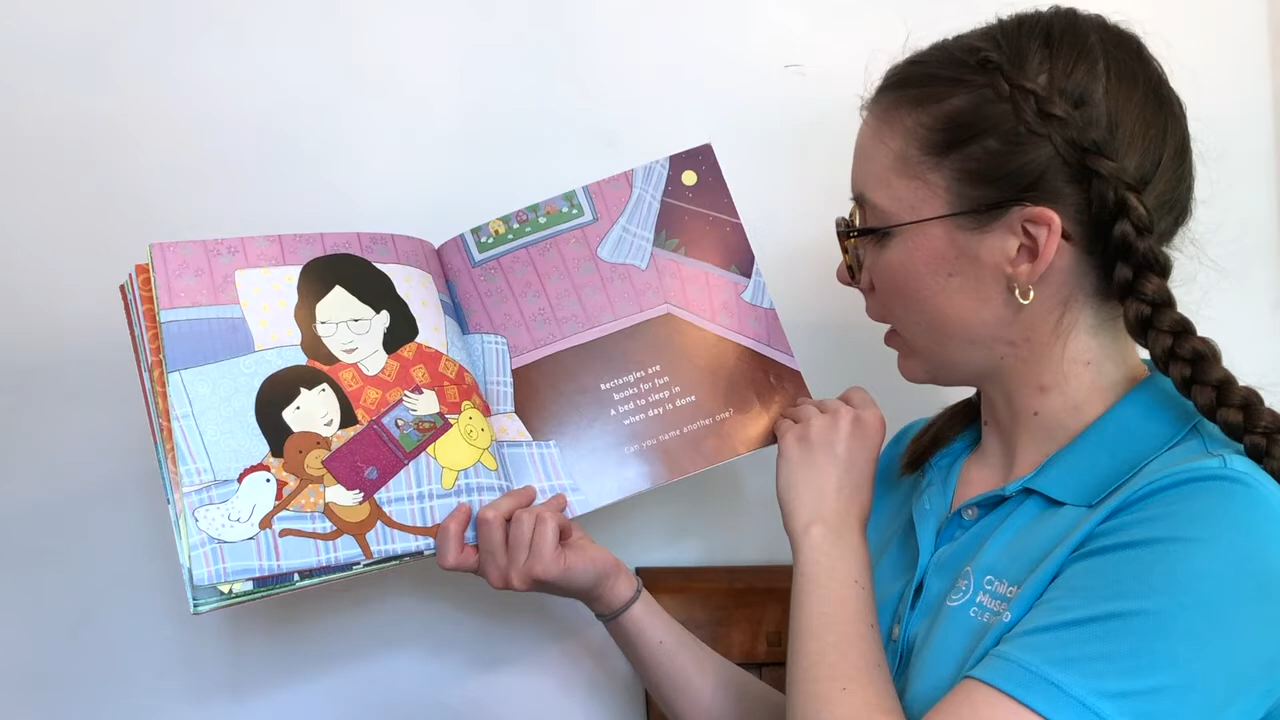 Rectangles are
books for fun
A bed to sleep in
when day is done
Can you name another one?